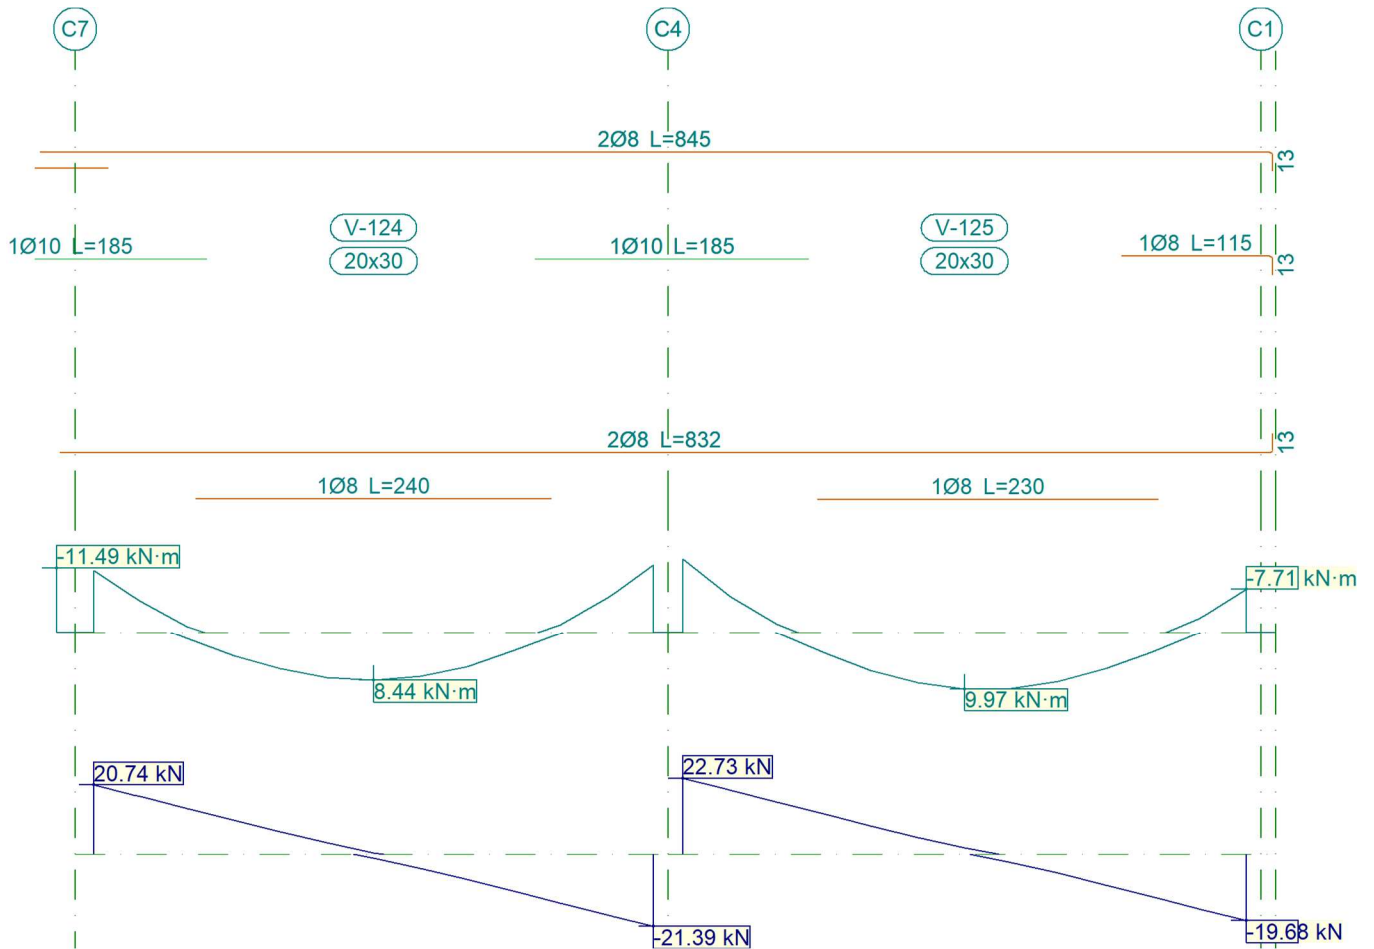 C7 C4 C1
2Ø8 L=845
13
V-124 V-125
1Ø10 L=185 1Ø10 L=185 1Ø8 L=115
20x30 20x30
13
2Ø8 L=832
13
1Ø8 L=240 1Ø8 L=230
-11.49 kN·m
-7.71 kN·m
8.44 kN·m
9.97 kN·m
20.74 kN
22.73 kN
-21.39 kN
-19.68 kN